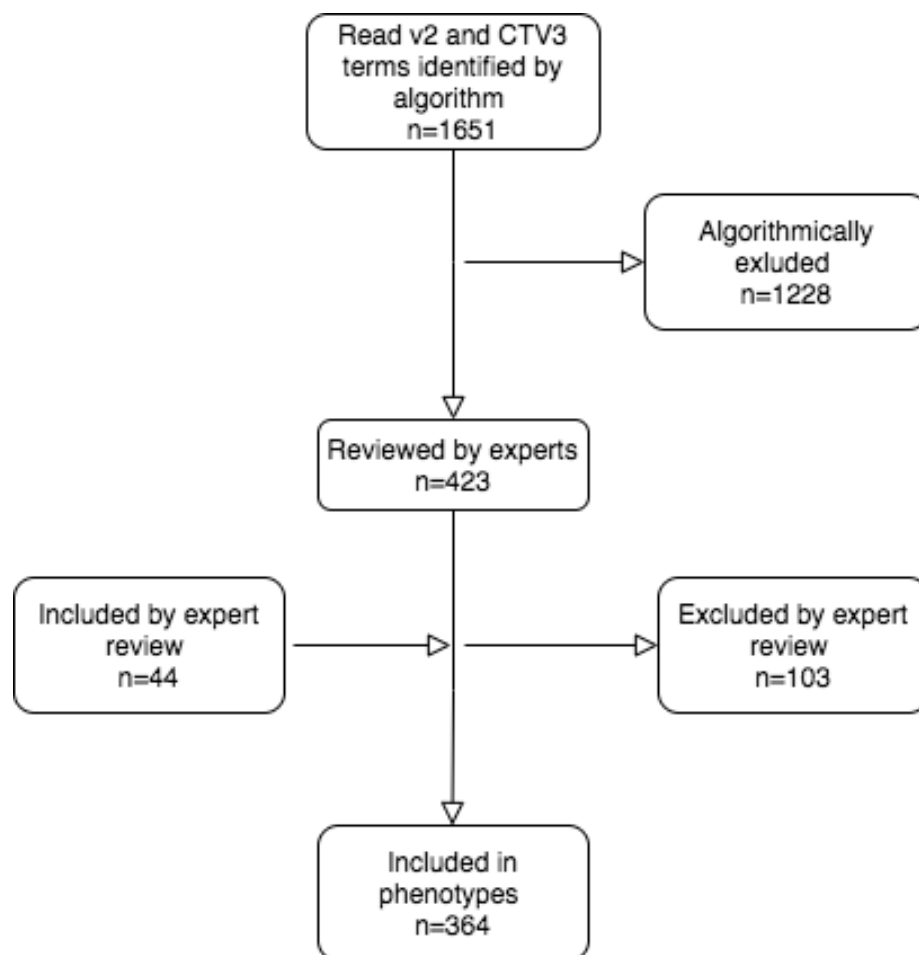 Read v2 and CTV3
terms identified by
algorithm
n=1651
Algorithmically
exluded
n=1228
Reviewed by experts
n=423
Included by expert
review
n=44
Excluded by expert
review
n=103
Included in
phenotypes
n=364